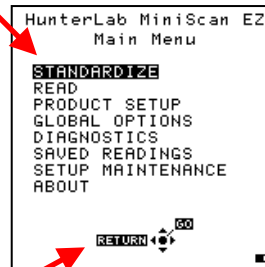 HunterLab MiniScan EZ
Main Menu
STANDARDIZE
READ
PRODUCT SETUP
GLOBAL OPTIONS
DIAGNOSTICS
SAVED READINGS
SETUP MAINTENANCE
ABOUT
GO
RETURN